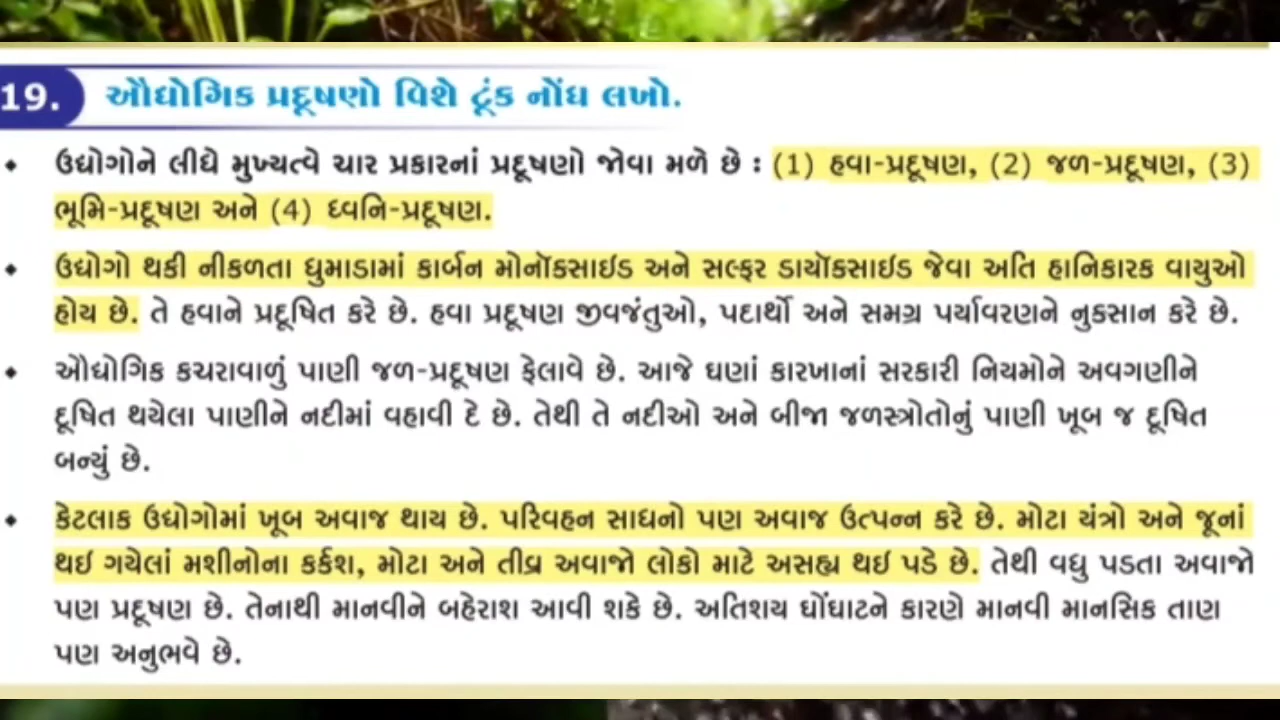 19. ઔદ્યોગિક પ્રદૂષણો વિશે ટૂંક નોંધ લખો.
⬥ ઉદ્યોગોને લીધે મુખ્યત્વે ચાર પ્રકારનાં પ્રદૂષણો જોવા મળે છે : (1) હવા-પ્રદૂષણ, (2) જળ-પ્રદૂષણ, (3)
ભૂમિ-પ્રદૂષણ અને (4) ધ્વનિ-પ્રદૂષણ.
⬥ ઉદ્યોગો થકી નીકળતા ધુમાડામાં કાર્બન મોનૉકસાઇડ અને સલ્ફર ડાયૉકસાઇડ જેવા અતિ હાનિકારક વાયુઓ
હોય છે. તે હવાને પ્રદૂષિત કરે છે. હવા પ્રદૂષણ જીવજંતુઓ, પદાર્થો અને સમગ્ર પર્યાવરણને નુકસાન કરે છે.
⬥ ઔદ્યોગિક કચરાવાળું પાણી જળ-પ્રદૂષણ ફેલાવે છે. આજે ઘણાં કારખાનાં સરકારી નિયમોને અવગણીને
દૂષિત થયેલા પાણીને નદીમાં વહાવી દે છે. તેથી તે નદીઓ અને બીજા જળસ્ત્રોતોનું પાણી ખૂબ જ દૂષિત
બન્યું છે.
⬥ કેટલાક ઉદ્યોગોમાં ખૂબ અવાજ થાય છે. પરિવહન સાધનો પણ અવાજ ઉત્પન્ન કરે છે. મોટા યંત્રો અને જૂનાં
થઈ ગયેલાં મશીનોના કર્કશ, મોટા અને તીવ્ર અવાજો લોકો માટે અસહ્ય થઈ પડે છે. તેથી વધુ પડતા અવાજો
પણ પ્રદૂષણ છે. તેનાથી માનવીને બહેરાશ આવી શકે છે. અતિશય ઘોંઘાટને કારણે માનવી માનસિક તાણ
પણ અનુભવે છે.